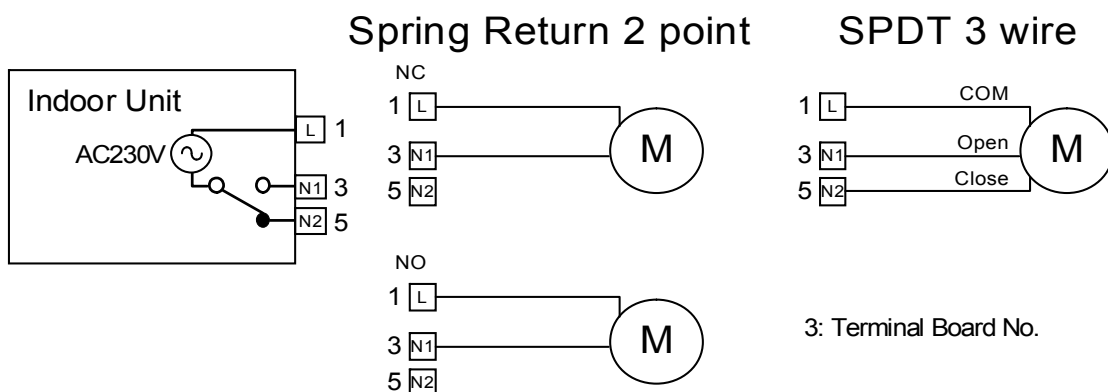 Spring Return 2 point
SPDT 3 wire
Indoor Unit
AC230V
L 1
N1 3
N2 5
NC
1 L
3 N1
5 N2
M
NO
1 L
3 N1
5 N2
M
1 L COM
3 N1 Open
5 N2 Close
M
3: Terminal Board No.